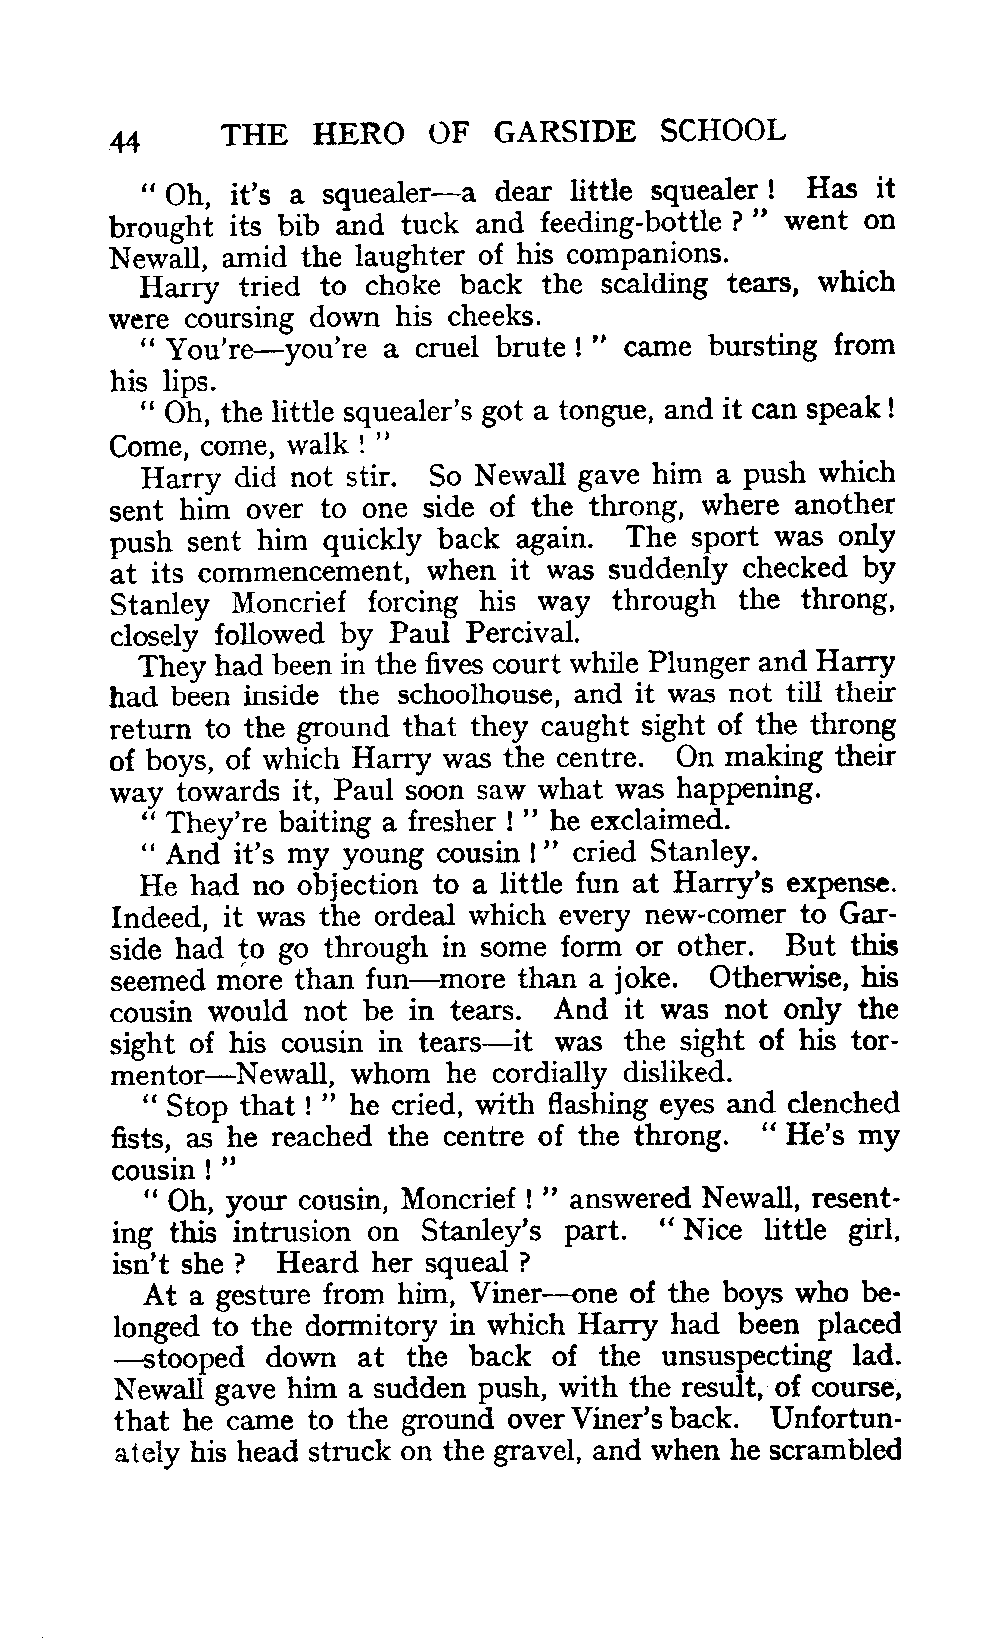 44 THE HERO OF GARSIDE SCHOOL
“ Oh, it's a squealer—a dear little squealer ! Has it
brought its bib and tuck and feeding-bottle ? ” went on
Newall, amid the laughter of his companions.
Harry tried to choke back the scalding tears, which
were coursing down his cheeks.
“ You're—you're a cruel brute ! ” came bursting from
his lips.
“ Oh, the little squealer's got a tongue, and it can speak !
Come, come, walk ! ”
Harry did not stir. So Newall gave him a push which
sent him over to one side of the throng, where another
push sent him quickly back again. The sport was only
at its commencement, when it was suddenly checked by
Stanley Moncrief forcing his way through the throng,
closely followed by Paul Percival.
They had been in the fives court while Plunger and Harry
had been inside the schoolhouse, and it was not till their
return to the ground that they caught sight of the throng
of boys, of which Harry was the centre. On making their
way towards it, Paul soon saw what was happening.
“ They're baiting a fresher ! ” he exclaimed.
“ And it's my young cousin ! ” cried Stanley.
He had no objection to a little fun at Harry's expense.
Indeed, it was the ordeal which every new-comer to Gar-
side had to go through in some form or other. But this
seemed more than fun—more than a joke. Otherwise, his
cousin would not be in tears. And it was not only the
sight of his cousin in tears—it was the sight of his tor-
mentor—Newall, whom he cordially disliked.
“ Stop that ! ” he cried, with flashing eyes and clenched
fists, as he reached the centre of the throng. “ He's my
cousin ! ”
“ Oh, your cousin, Moncrief ! ” answered Newall, resent-
ing this intrusion on Stanley's part. “ Nice little girl,
isn't she ? Heard her squeal ?
At a gesture from him, Viner—one of the boys who be-
longed to the dormitory in which Harry had been placed
—stooped down at the back of the unsuspecting lad.
Newall gave him a sudden push, with the result, of course,
that he came to the ground over Viner's back. Unfortun-
ately his head struck on the gravel, and when he scrambled